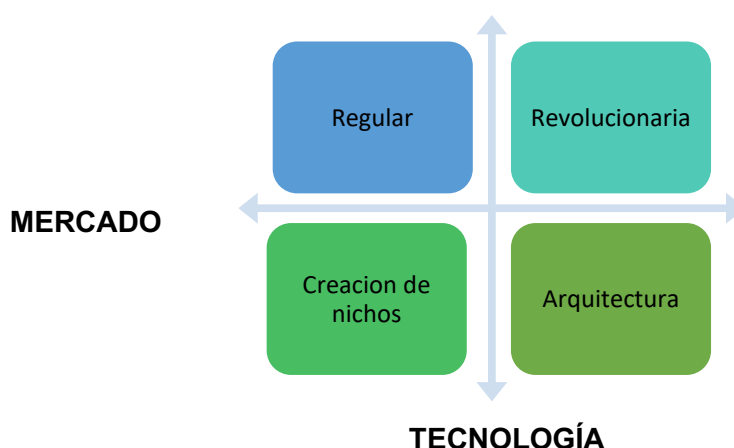 Regular
Revolucionaria
MERCADO
Creacion de
nichos
Arquitectura
TECNOLOGÍA